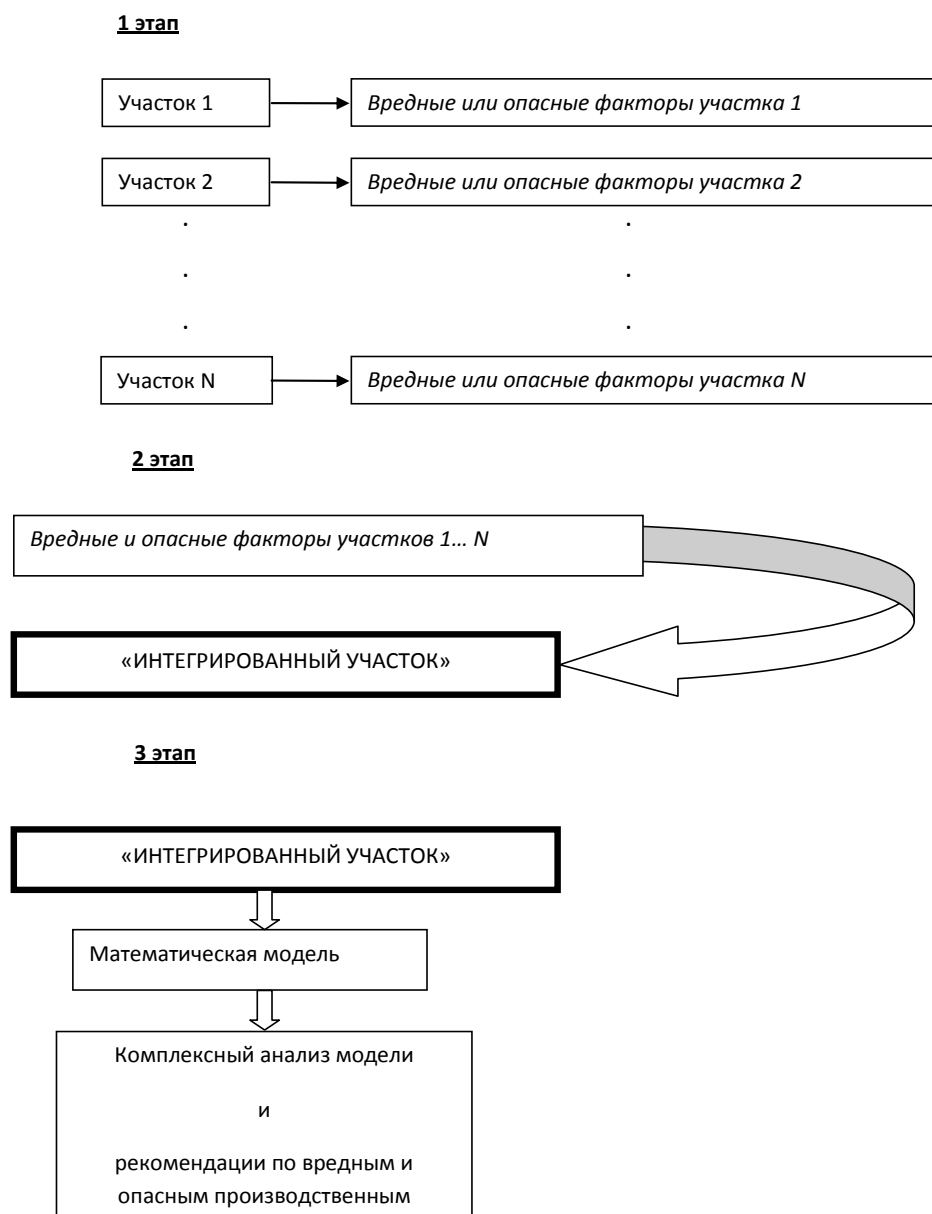 1 этап
Участок 1 Вредные или опасные факторы участка 1
Участок 2 Вредные или опасные факторы участка 2
. .
. .
. .
Участок N Вредные или опасные факторы участка N
2 этап
Вредные и опасные факторы участков 1... N
«ИНТЕГРИРОВАННЫЙ УЧАСТОК»
3 этап
«ИНТЕГРИРОВАННЫЙ УЧАСТОК»
Математическая модель
Комплексный анализ модели
и
рекомендации по вредным и
опасным производственным